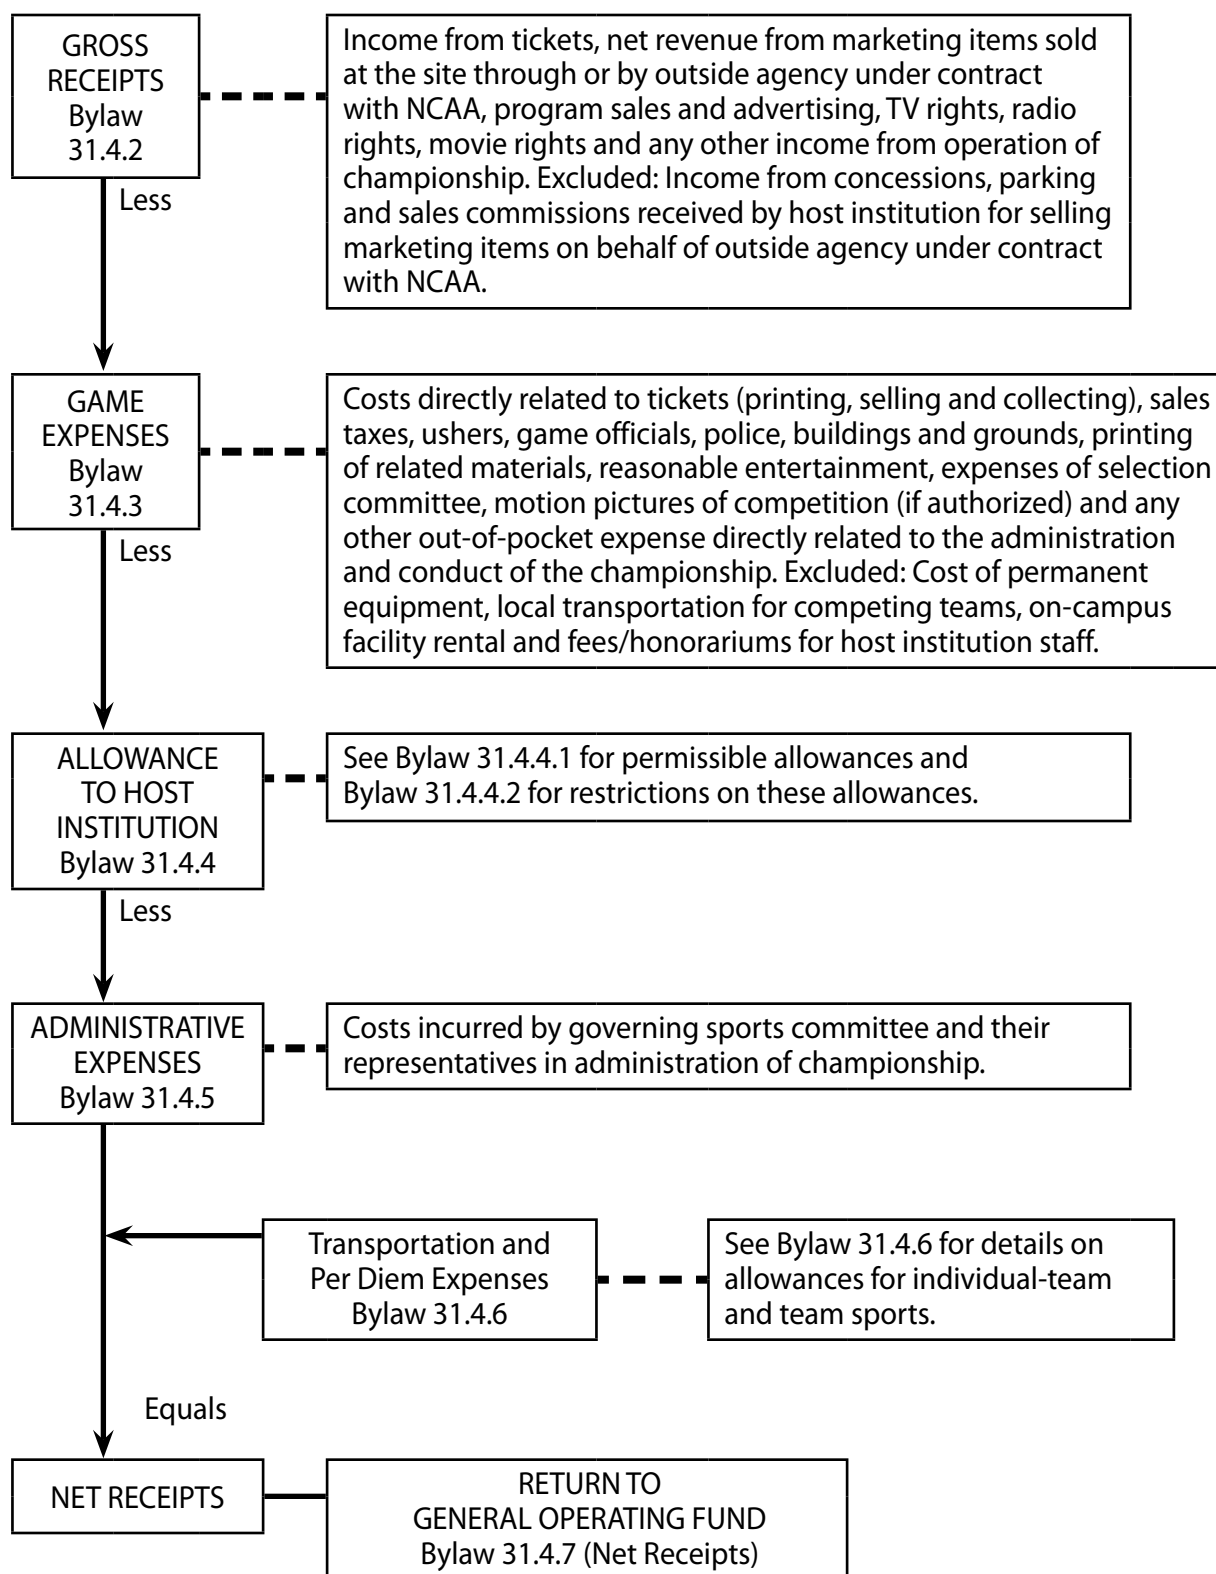 GROSS
RECEIPTS
Bylaw
31.4.2
Income from tickets, net revenue from marketing items sold
at the site through or by outside agency under contract
with NCAA, program sales and advertising, TV rights, radio
rights, movie rights and any other income from operation of
championship. Excluded: Income from concessions, parking
and sales commissions received by host institution for selling
marketing items on behalf of outside agency under contract
with NCAA.
Less
GAME
EXPENSES
Bylaw
31.4.3
Costs directly related to tickets (printing, selling and collecting), sales
taxes, ushers, game officials, police, buildings and grounds, printing
of related materials, reasonable entertainment, expenses of selection
committee, motion pictures of competition (if authorized) and any
other out-of-pocket expense directly related to the administration
and conduct of the championship. Excluded: Cost of permanent
equipment, local transportation for competing teams, on-campus
facility rental and fees/honorariums for host institution staff.
Less
ALLOWANCE
TO HOST
INSTITUTION
Bylaw 31.4.4
See Bylaw 31.4.4.1 for permissible allowances and
Bylaw 31.4.4.2 for restrictions on these allowances.
Less
ADMINISTRATIVE
EXPENSES
Bylaw 31.4.5
Costs incurred by governing sports committee and their
representatives in administration of championship.
Transportation and
Per Diem Expenses
Bylaw 31.4.6
See Bylaw 31.4.6 for details on
allowances for individual-team
and team sports.
Equals
NET RECEIPTS
RETURN TO
GENERAL OPERATING FUND
Bylaw 31.4.7 (Net Receipts)